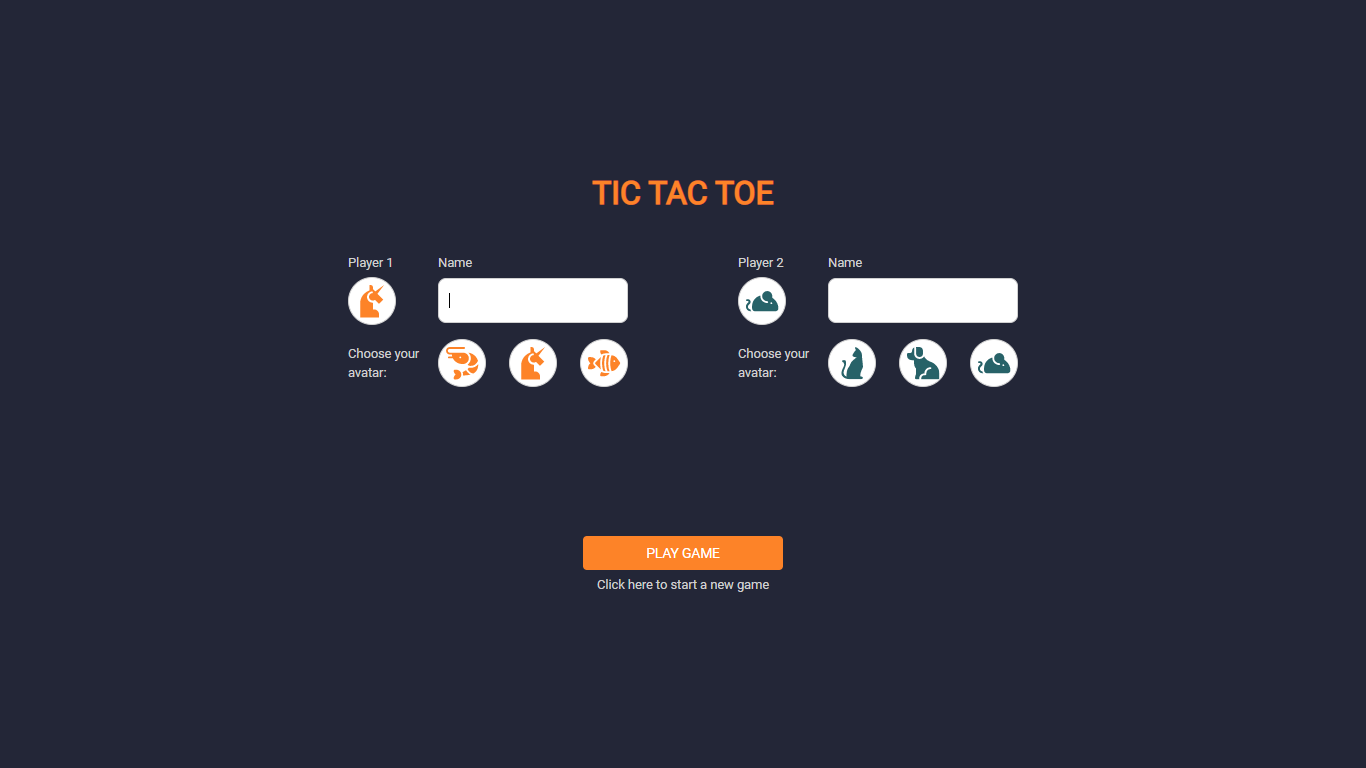 TIC TAC TOE
Player 1
Name
Choose your
avatar:
Player 2
Name
Choose your
avatar:
PLAY GAME
Click here to start a new game